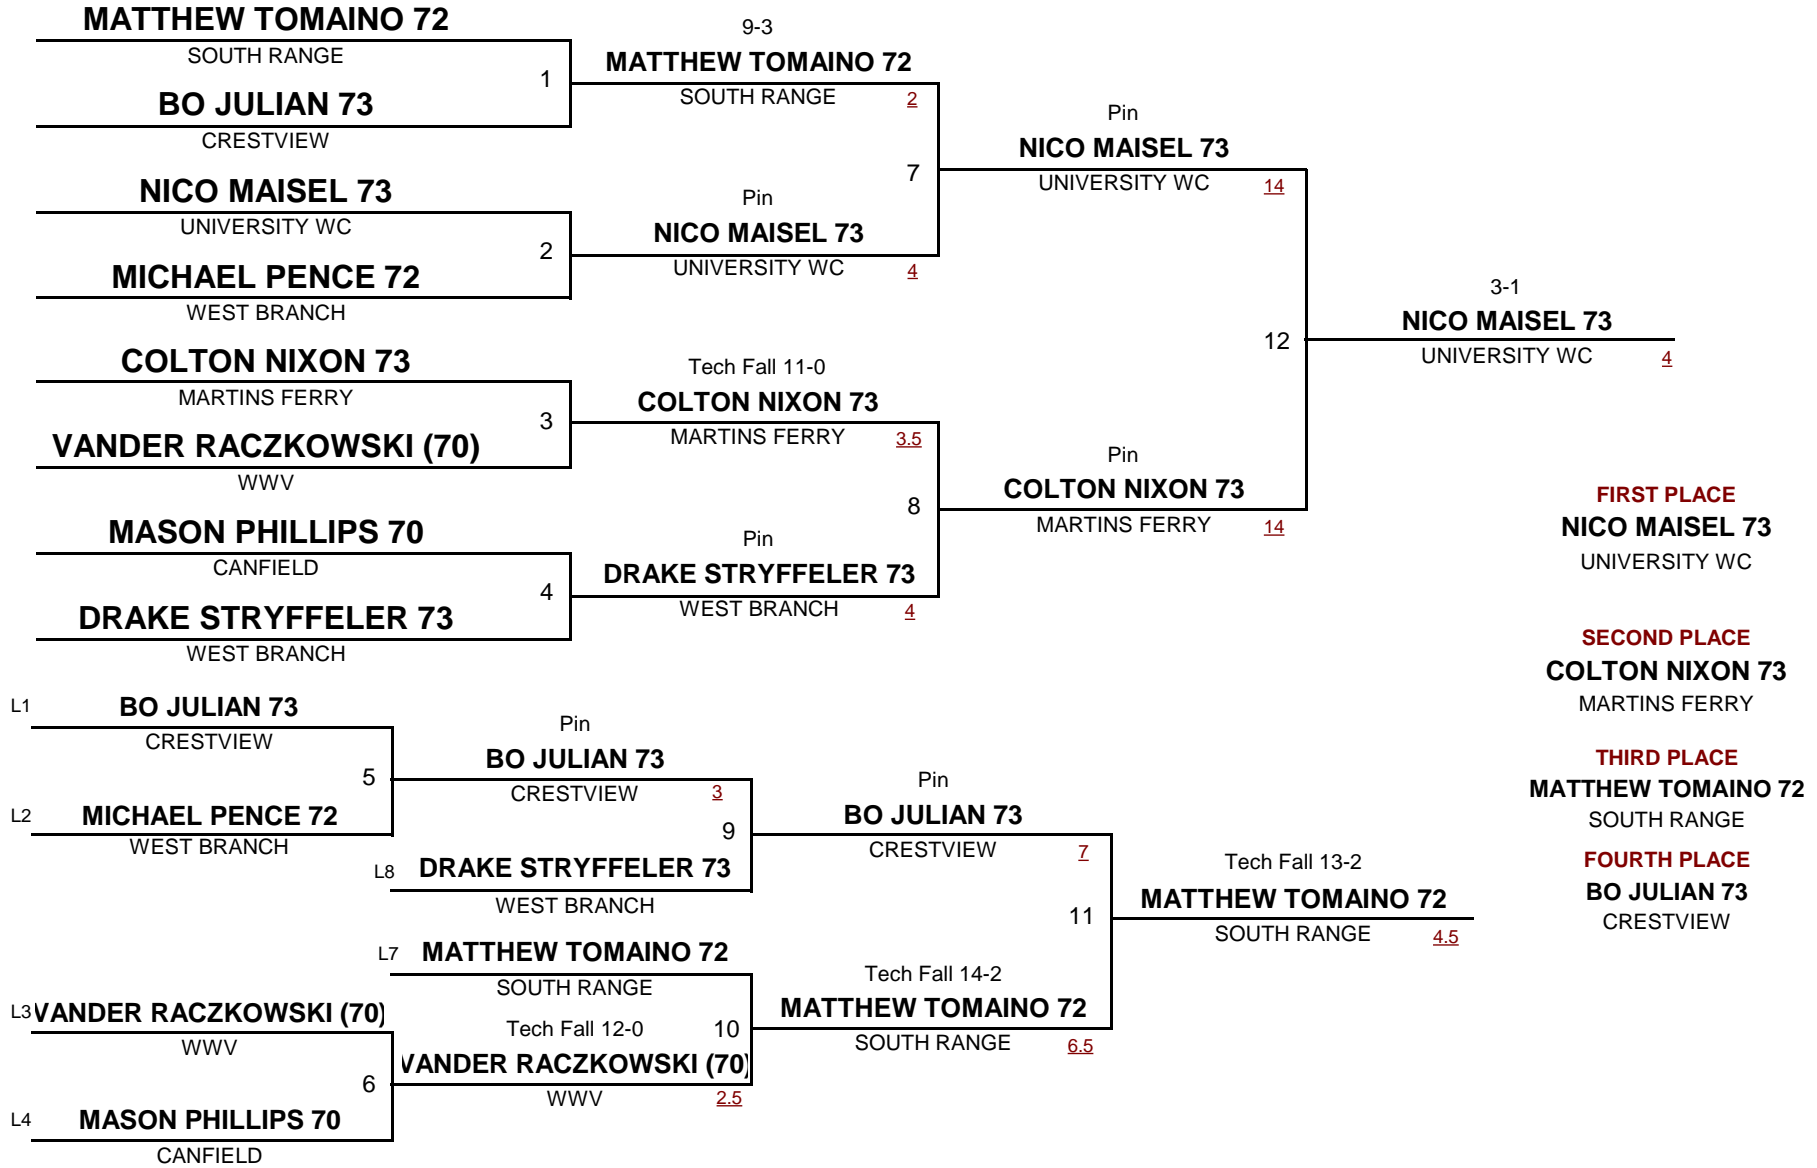 MATTHEW TOMAINO 72
SOUTH RANGE
1
BO JULIAN 73
CRESTVIEW
NICO MAISEL 73
UNIVERSITY WC
2
MICHAEL PENCE 72
WEST BRANCH
COLTON NIXON 73
MARTINS FERRY
3
VANDER RACZKOWSKI (70)
WWV
MASON PHILLIPS 70
CANFIELD
4
DRAKE STRYFFELER 73
WEST BRANCH
9-3
MATTHEW TOMAINO 72
SOUTH RANGE 2
7
Pin
NICO MAISEL 73
UNIVERSITY WC 4
Tech Fall 11-0
COLTON NIXON 73
MARTINS FERRY 3.5
8
Pin
DRAKE STRYFFELER 73
WEST BRANCH 4
Pin
NICO MAISEL 73
UNIVERSITY WC 14
12
Pin
COLTON NIXON 73
MARTINS FERRY 14
3-1
NICO MAISEL 73
UNIVERSITY WC 4
FIRST PLACE
NICO MAISEL 73
UNIVERSITY WC
SECOND PLACE
COLTON NIXON 73
MARTINS FERRY
THIRD PLACE
MATTHEW TOMAINO 72
SOUTH RANGE
FOURTH PLACE
BO JULIAN 73
CRESTVIEW
L1 BO JULIAN 73
CRESTVIEW
5
L2 MICHAEL PENCE 72
WEST BRANCH
L3 VANDER RACZKOWSKI (70)
WWV
6
L4 MASON PHILLIPS 70
CANFIELD
Pin
BO JULIAN 73
CRESTVIEW 3
9
L8 DRAKE STRYFFELER 73
WEST BRANCH
L7 MATTHEW TOMAINO 72
SOUTH RANGE
Tech Fall 12-0 10
VANDER RACZKOWSKI (70)
WWV 2.5
Pin
BO JULIAN 73
CRESTVIEW 7
11
Tech Fall 14-2
MATTHEW TOMAINO 72
SOUTH RANGE 6.5
Tech Fall 13-2
MATTHEW TOMAINO 72
SOUTH RANGE 4.5